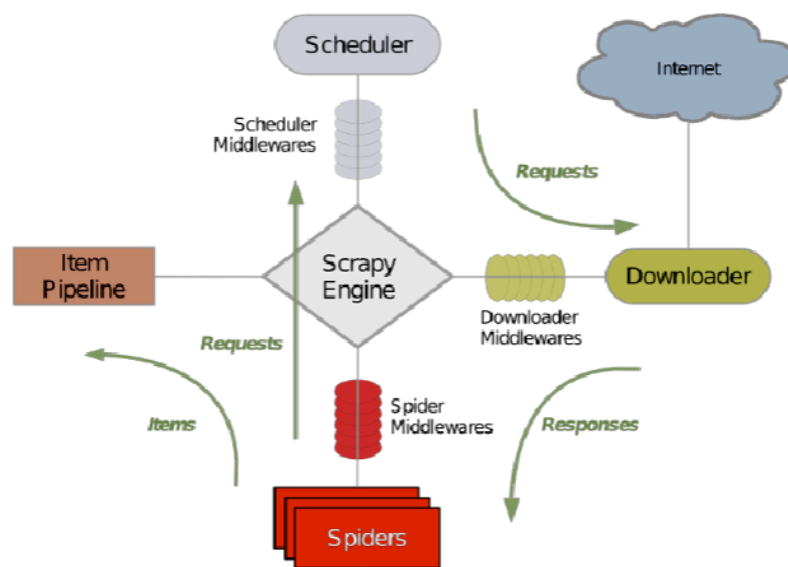 Scheduler
Internet
Scheduler
Middlewares
Requests
Item
Pipeline
Scrapy
Engine
Downloader
Downloader
Middlewares
Requests
Items
Spider
Middlewares
Responses
Spiders